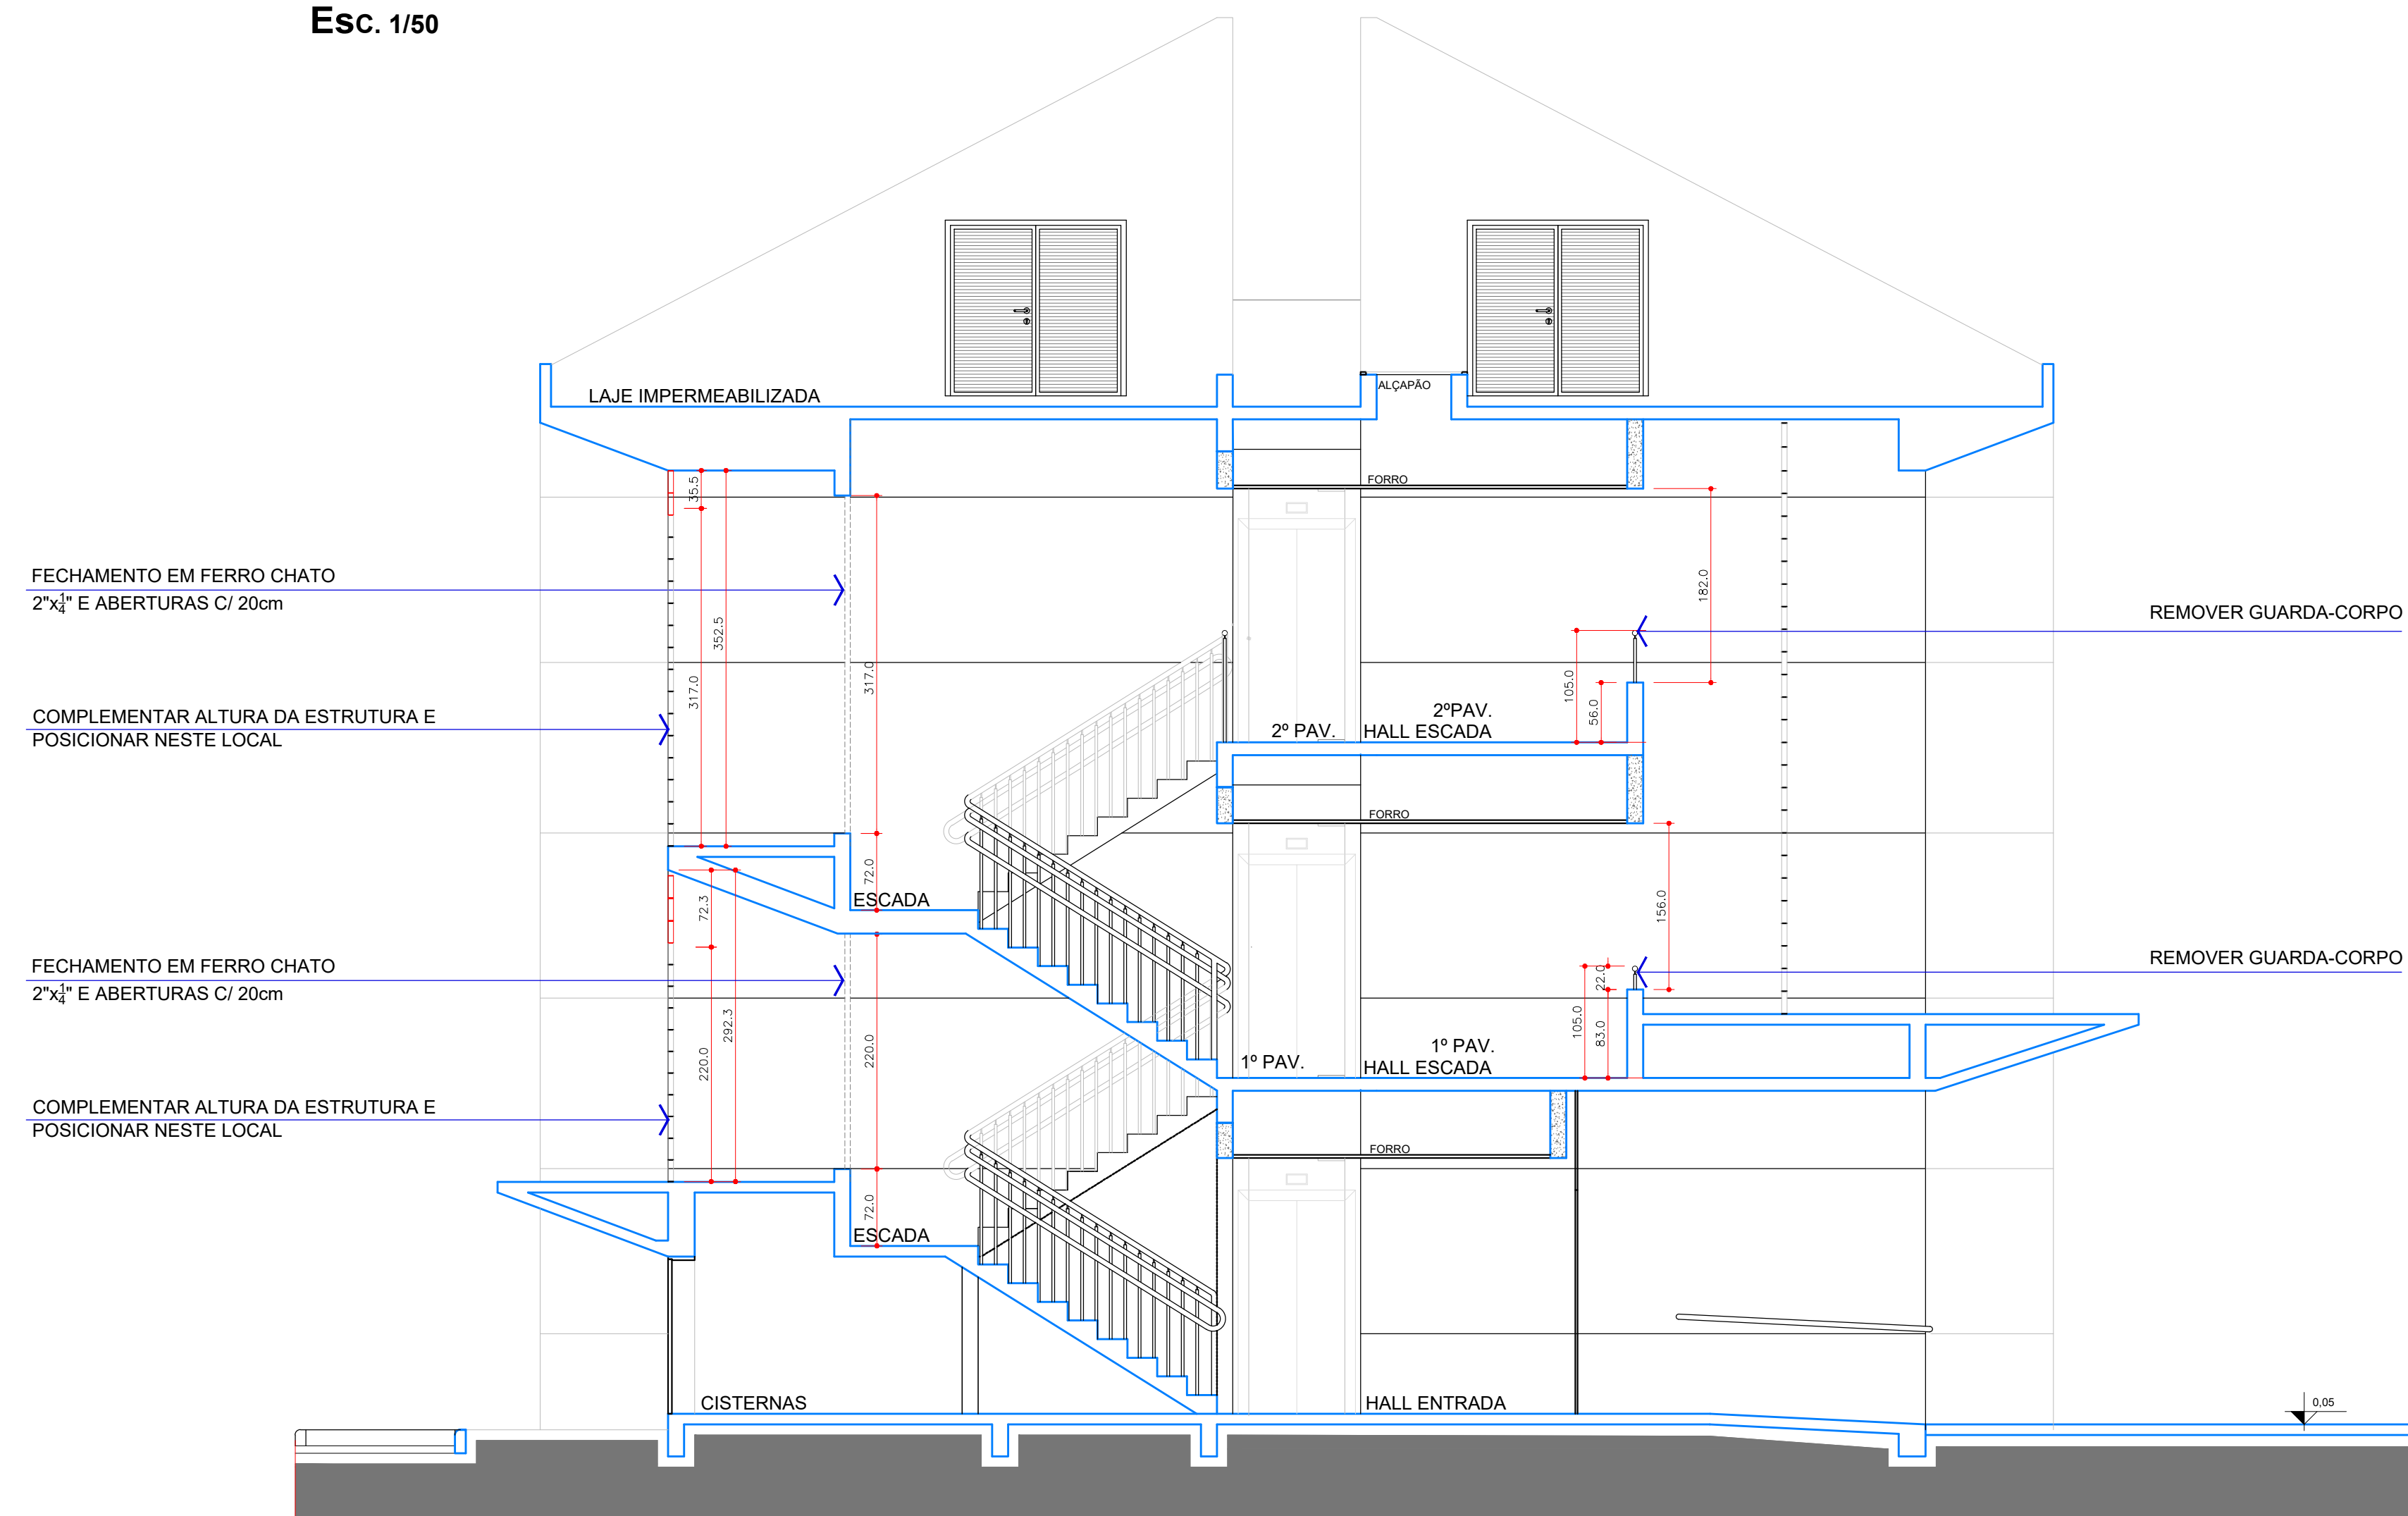 Esc. 1/50
ALÇAPÃO
LAJE IMPERMEABILIZADA
FORRO
35.5
352.5
317.0
317.0
182.0
FECHAMENTO EM FERRO CHATO
2"x1/4" E ABERTURAS C/ 20cm
REMOVER GUARDA-CORPO
105.0
56.0
COMPLEMENTAR ALTURA DA ESTRUTURA E
POSICIONAR NESTE LOCAL
2ºPAV.
2º PAV. HALL ESCADA
FORRO
72.0
72.3
ESCADA
156.0
FECHAMENTO EM FERRO CHATO
2"x1/4" E ABERTURAS C/ 20cm
REMOVER GUARDA-CORPO
22.0
105.0
83.0
292.3
220.0
220.0
1º PAV.
1º PAV. HALL ESCADA
COMPLEMENTAR ALTURA DA ESTRUTURA E
POSICIONAR NESTE LOCAL
FORRO
72.0
ESCADA
CISTERNAS
HALL ENTRADA
0,05